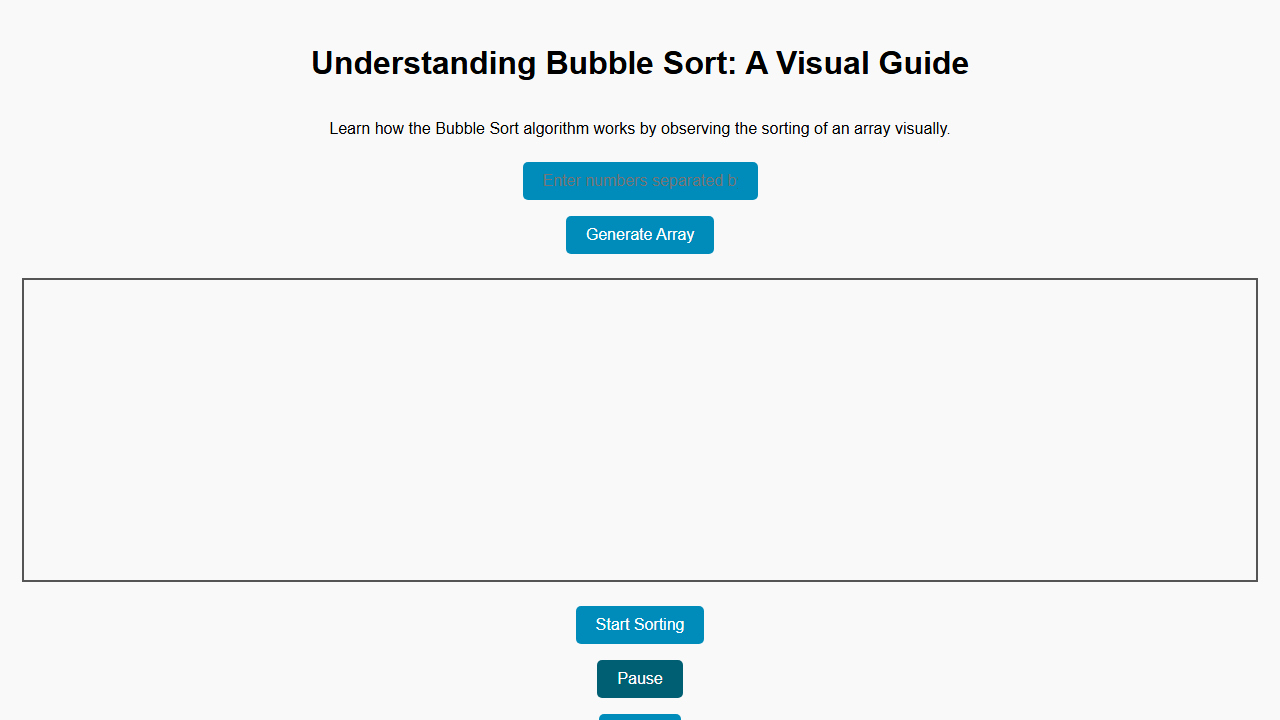 Understanding Bubble Sort: A Visual Guide
Learn how the Bubble Sort algorithm works by observing the sorting of an array visually.
Enter numbers separated b
Generate Array
Start Sorting
Pause